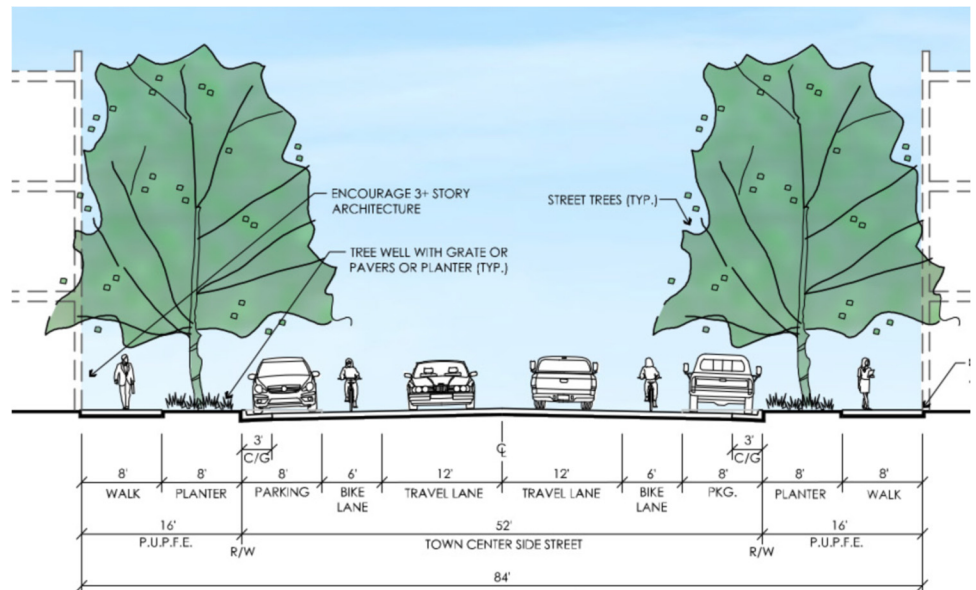 ENCOURAGE 3+ STORY
ARCHITECTURE
STREET TREES (TYP.)
TREE WELL WITH GRATE OR
PAVERS OR PLANTER (TYP.)
3'
C/G
℄
3'
C/G
8'
8'
8'
6'
12'
12'
6'
8'
8'
8'
WALK
PLANTER
PARKING
BIKE
LANE
TRAVEL LANE
TRAVEL LANE
BIKE
LANE
PKG.
PLANTER
WALK
16'
52'
16'
P.U.P.F.E.
R/W
TOWN CENTER SIDE STREET
R/W
P.U.P.F.E.
84'